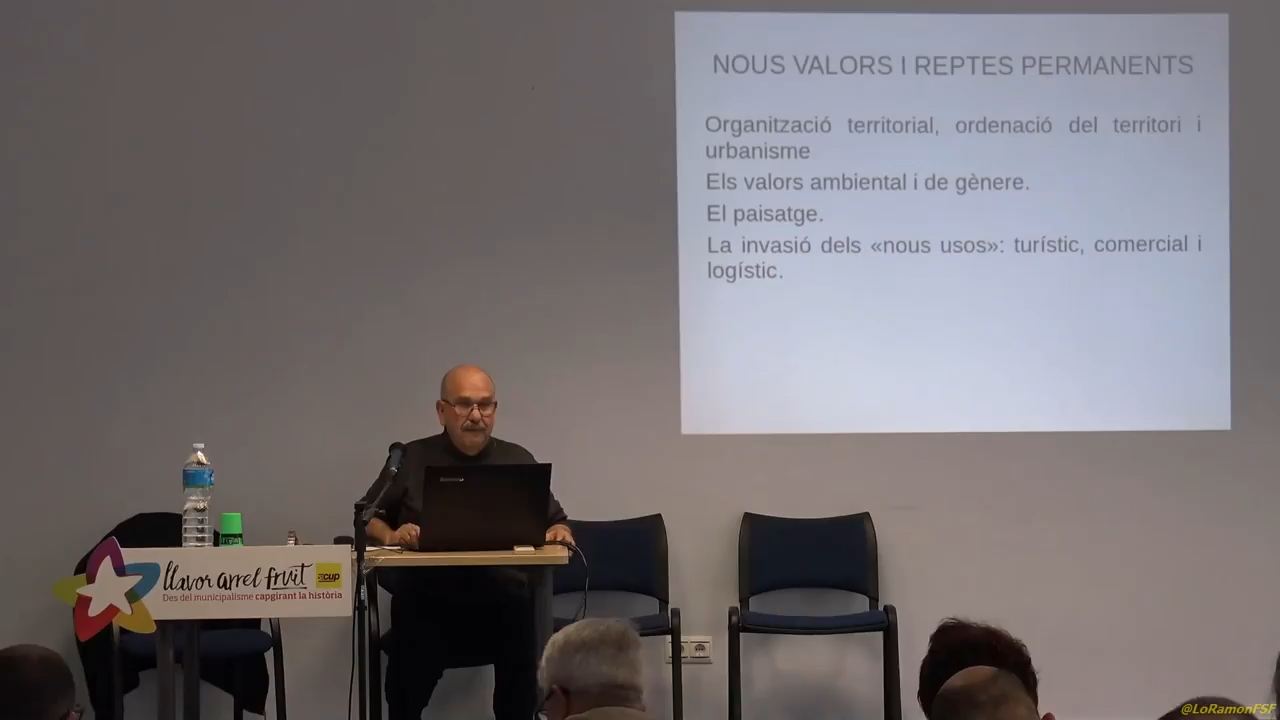 NOUS VALORS I REPTES PERMANENTS
Organització territorial, ordenació del territori i
urbanisme
Els valors ambiental i de gènere.
El paisatge.
La invasió dels «nous usos»: turístic, comercial i
logístic.
llavor arrel fruit
cup
Des del municipalisme capgirant la història
@LoRamonFSF